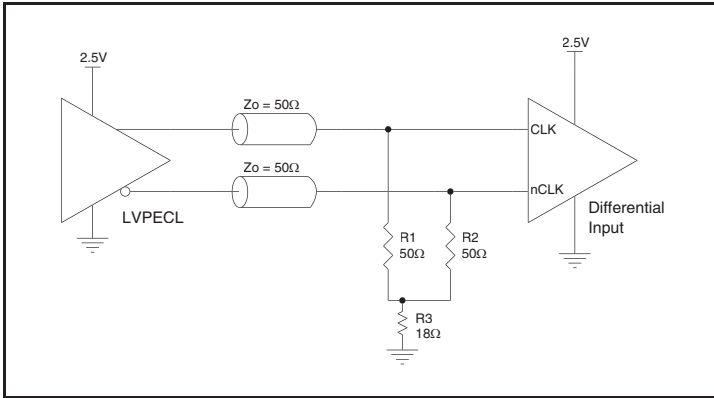 2.5V
2.5V
Zo = 50Ω
CLK
Zo = 50Ω
nCLK
LVPECL
Differential
Input
R1
50Ω
R2
50Ω
R3
18Ω